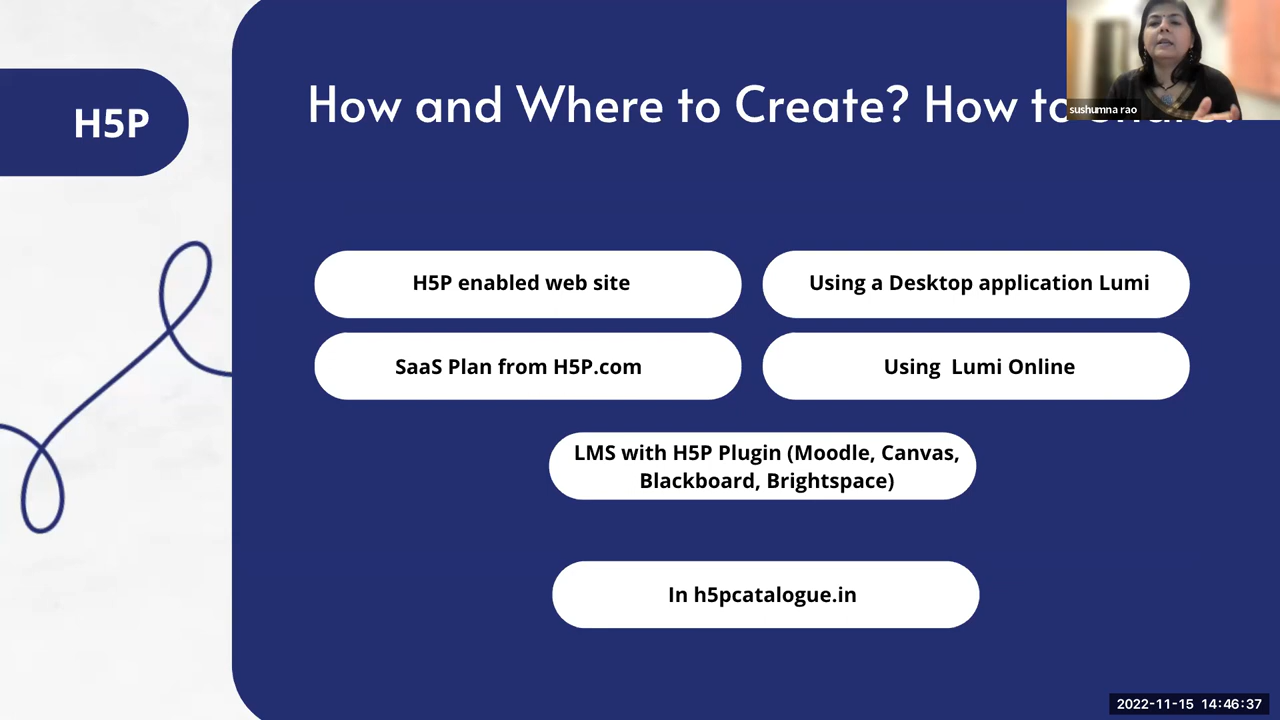 H5P
How and Where to Create? How to
sushumna rao
H5P enabled web site
Using a Desktop application Lumi
SaaS Plan from H5P.com
Using Lumi Online
LMS with H5P Plugin (Moodle, Canvas,
Blackboard, Brightspace)
In h5pcatalogue.in
2022-11-15 14:46:37